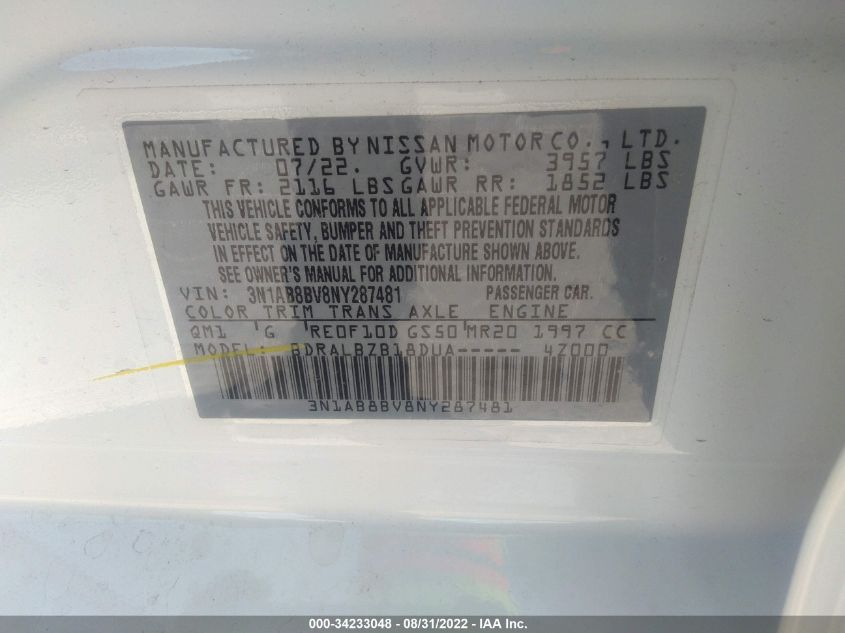 MANUFACTURED BY NISSAN MOTOR CO., LTD.
DATE: 07/22. GVWR: 3957 LBS
GAWR FR: 2116 LBS GAWR RR: 1852 LBS
THIS VEHICLE CONFORMS TO ALL APPLICABLE FEDERAL MOTOR
VEHICLE SAFETY, BUMPER AND THEFT PREVENTION STANDARDS
IN EFFECT ON THE DATE OF MANUFACTURE SHOWN ABOVE.
SEE OWNER'S MANUAL FOR ADDITIONAL INFORMATION.
VIN: 3N1AB8BV8NY287481 PASSENGER CAR.
COLOR TRIM TRANS AXLE ENGINE
QM1 'G 'RE0F10D GS50'MR20 1997 CC
MODEL: BDRALBZB18DUA----- 4Z000
3N1AB8BV8NY287481
000-34233048 - 08/31/2022 - IAA Inc.